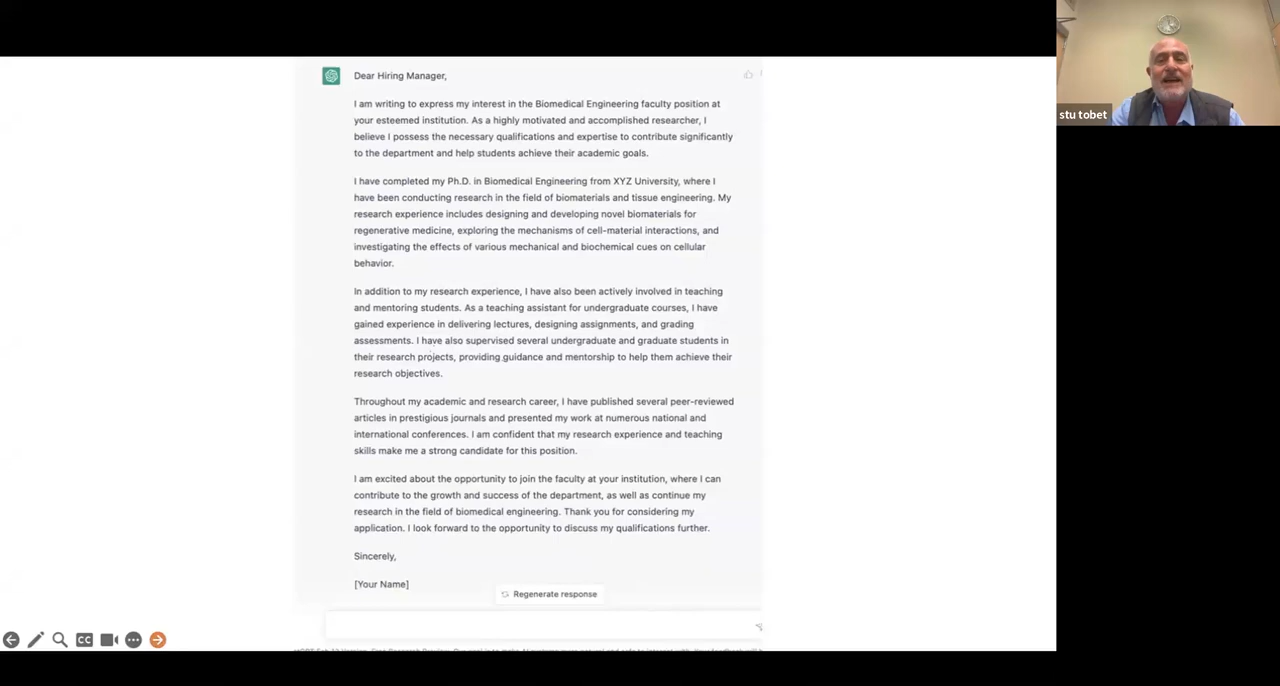 Dear Hiring Manager,
I am writing to express my interest in the Biomedical Engineering faculty position at
your esteemed institution. As a highly motivated and accomplished researcher, I
believe I possess the necessary qualifications and expertise to contribute significantly
to the department and help students achieve their academic goals.
I have completed my Ph.D. in Biomedical Engineering from XYZ University, where I
have been conducting research in the field of biomaterials and tissue engineering. My
research experience includes designing and developing novel biomaterials for
regenerative medicine, exploring the mechanisms of cell-material interactions, and
investigating the effects of various mechanical and biochemical cues on cellular
behavior.
In addition to my research experience, I have also been actively involved in teaching
and mentoring students. As a teaching assistant for undergraduate courses, I have
gained experience in delivering lectures, designing assignments, and grading
assessments. I have also supervised several undergraduate and graduate students in
their research projects, providing guidance and mentorship to help them achieve their
research objectives.
Throughout my academic and research career, I have published several peer-reviewed
articles in prestigious journals and presented my work at numerous national and
international conferences. I am confident that my research experience and teaching
skills make me a strong candidate for this position.
I am excited about the opportunity to join the faculty at your institution, where I can
contribute to the growth and success of the department, as well as continue my
research in the field of biomedical engineering. Thank you for considering my
application. I look forward to the opportunity to discuss my qualifications further.
Sincerely,
[Your Name]
Regenerate response
CC
stu tobet